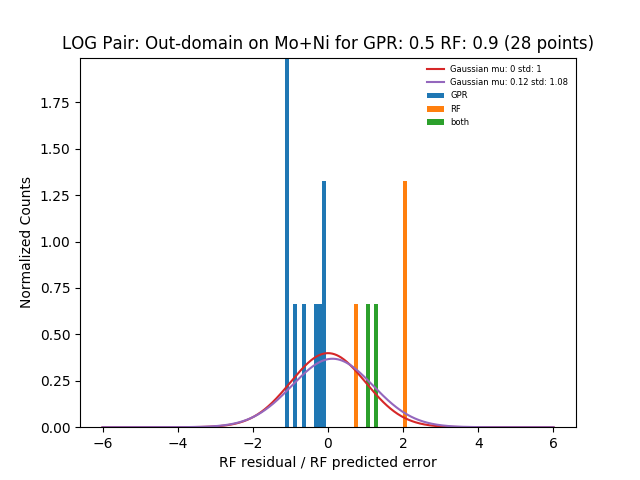 LOG Pair: Out-domain on Mo+Ni for GPR: 0.5 RF: 0.9 (28 points)
Gaussian mu: 0 std: 1
Gaussian mu: 0.12 std: 1.08
GPR
RF
both
Normalized Counts
1.75
1.50
1.25
1.00
0.75
0.50
0.25
0.00
−6 −4 −2 0 2 4 6
RF residual / RF predicted error